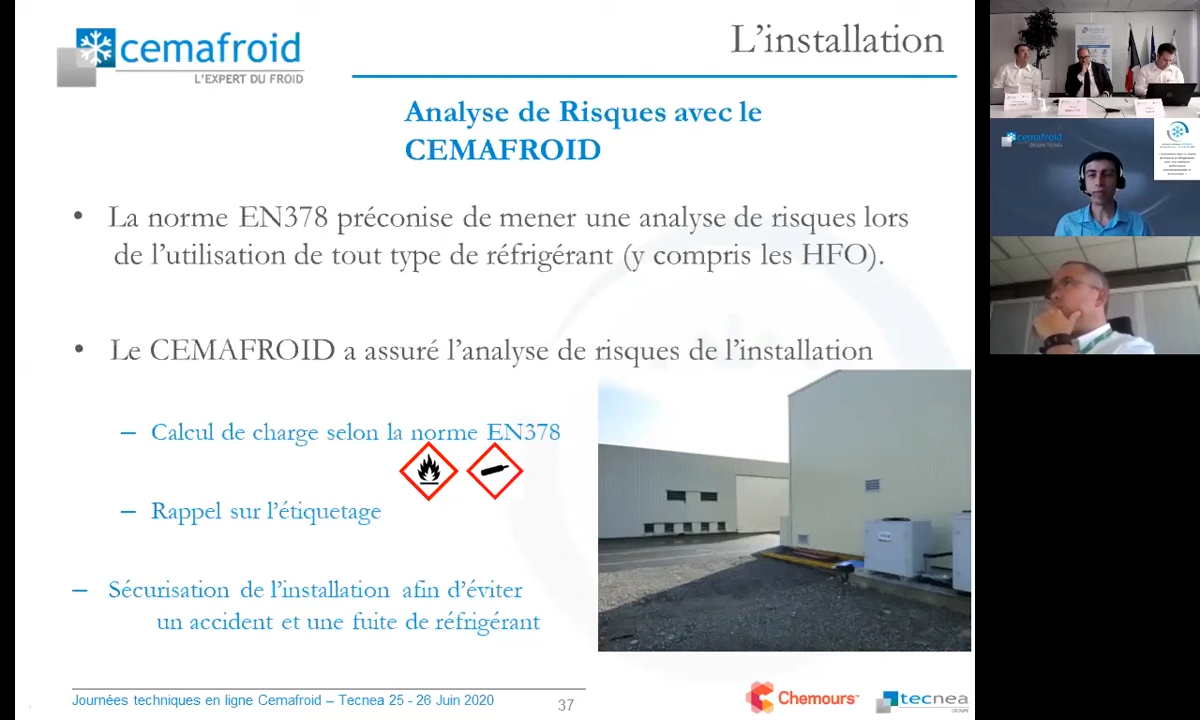 cemafroid
L'EXPERT DU FROID
L'installation
Analyse de Risques avec le
CEMAFROID
• La norme EN378 préconise de mener une analyse de risques lors
de l'utilisation de tout type de réfrigérant (y compris les HFO).
• Le CEMAFROID a assuré l'analyse de risques de l'installation
– Calcul de charge selon la norme EN378
– Rappel sur l'étiquetage
– Sécurisation de l'installation afin d'éviter
un accident et une fuite de réfrigérant
Journées techniques en ligne Cemafroid – Tecnea 25 - 26 Juin 2020
37
Chemours™
tecnea
cemafroid